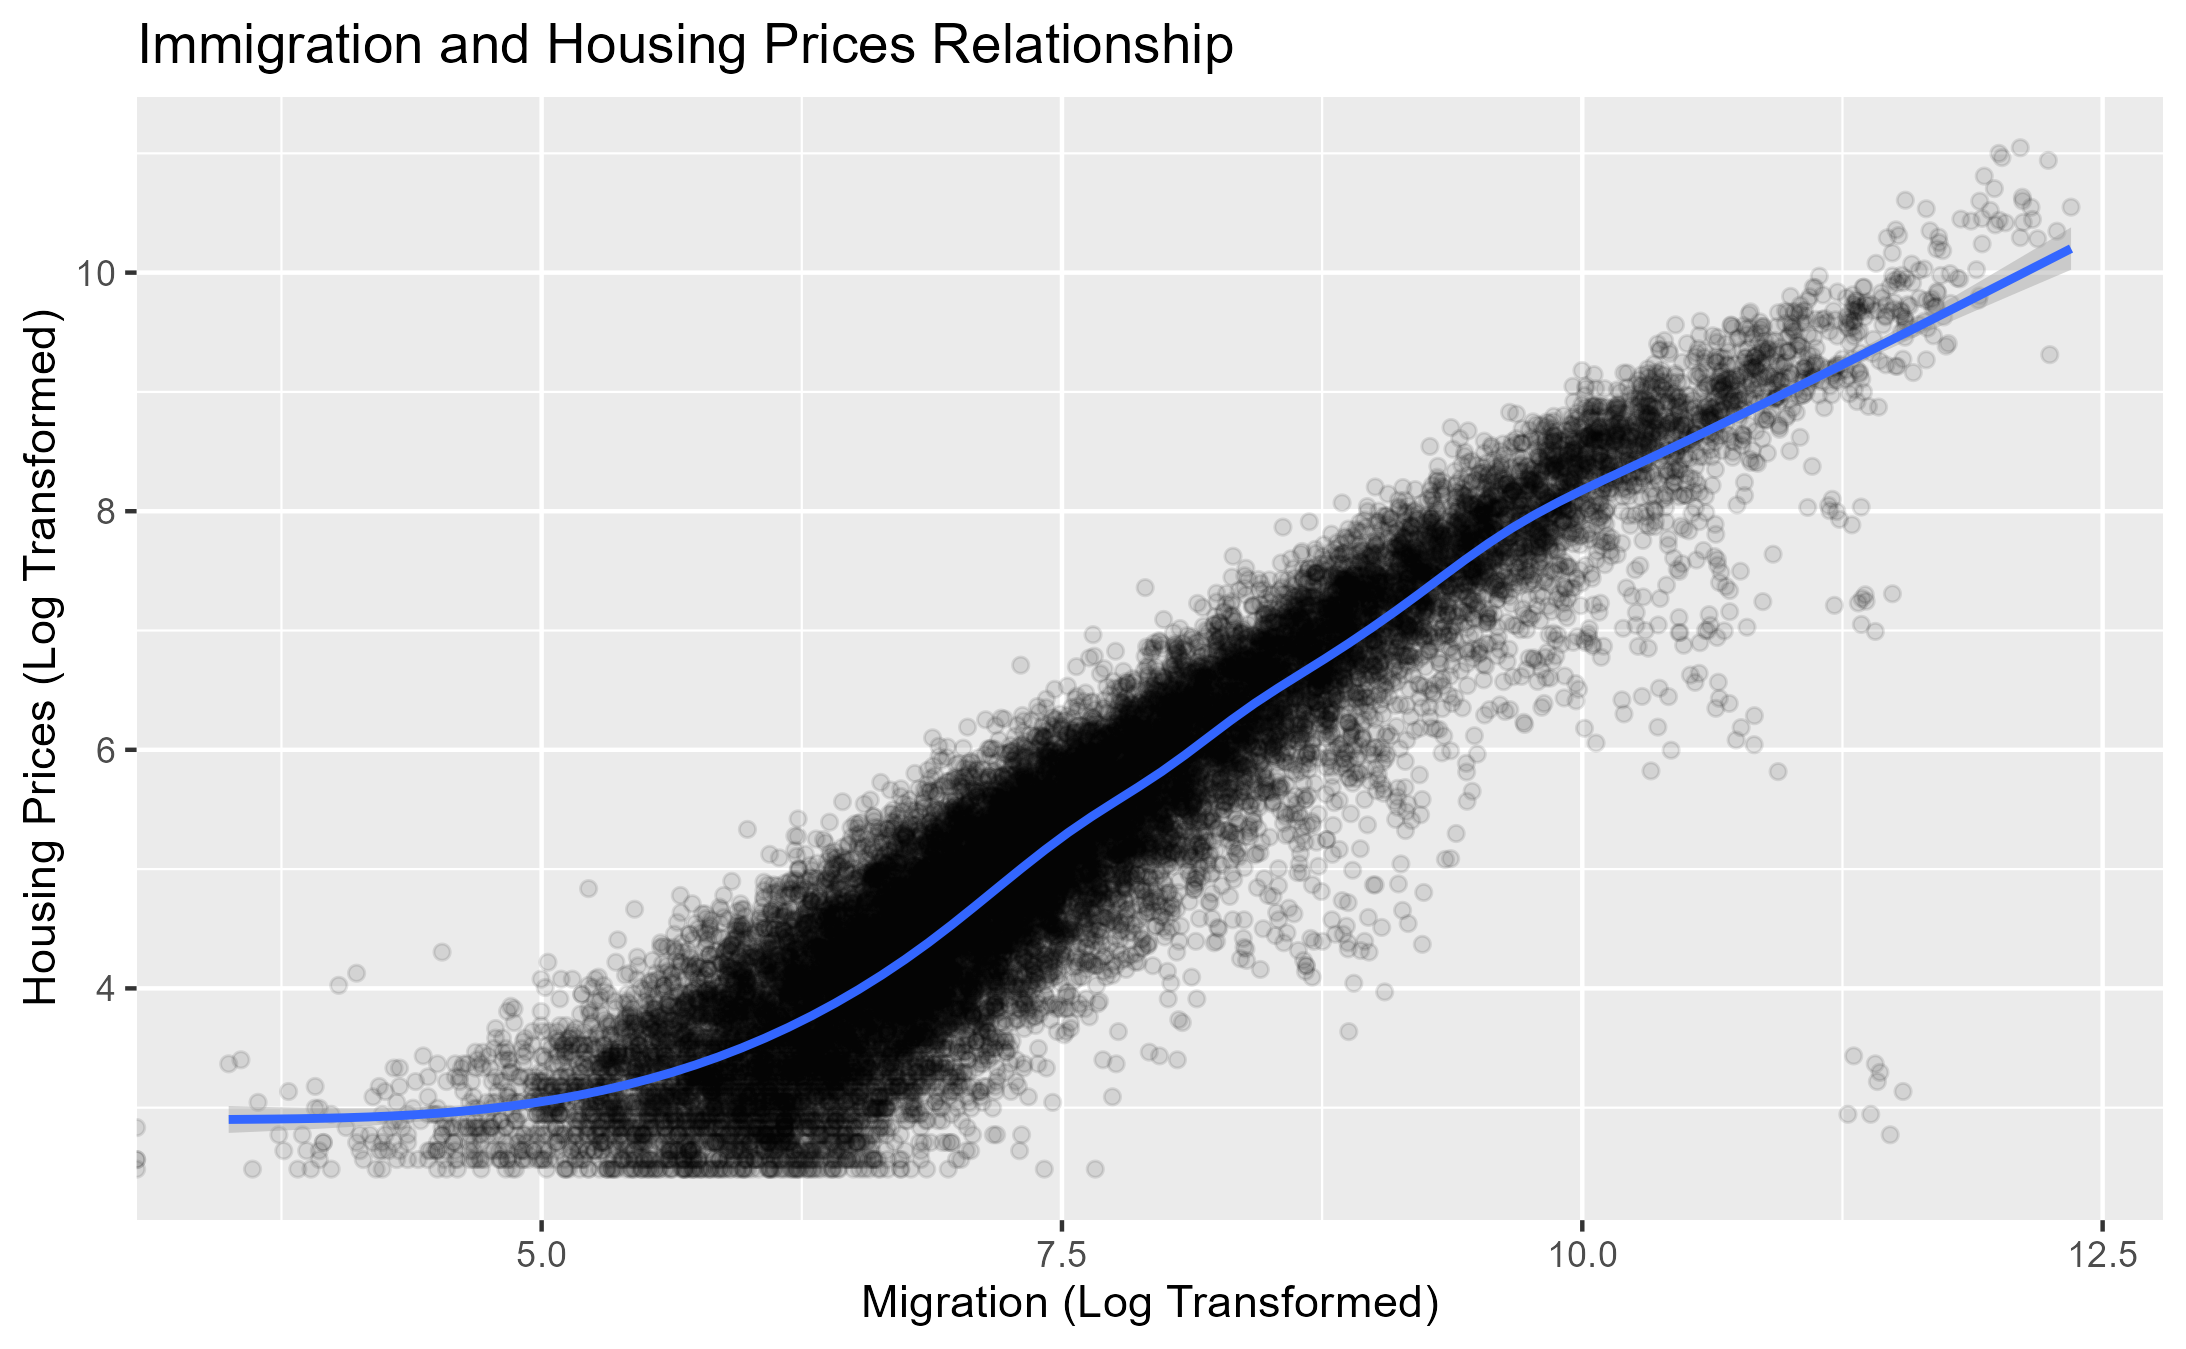 Immigration and Housing Prices Relationship
Housing Prices (Log Transformed)
10
8
6
4
5.0
7.5
10.0
12.5
Migration (Log Transformed)